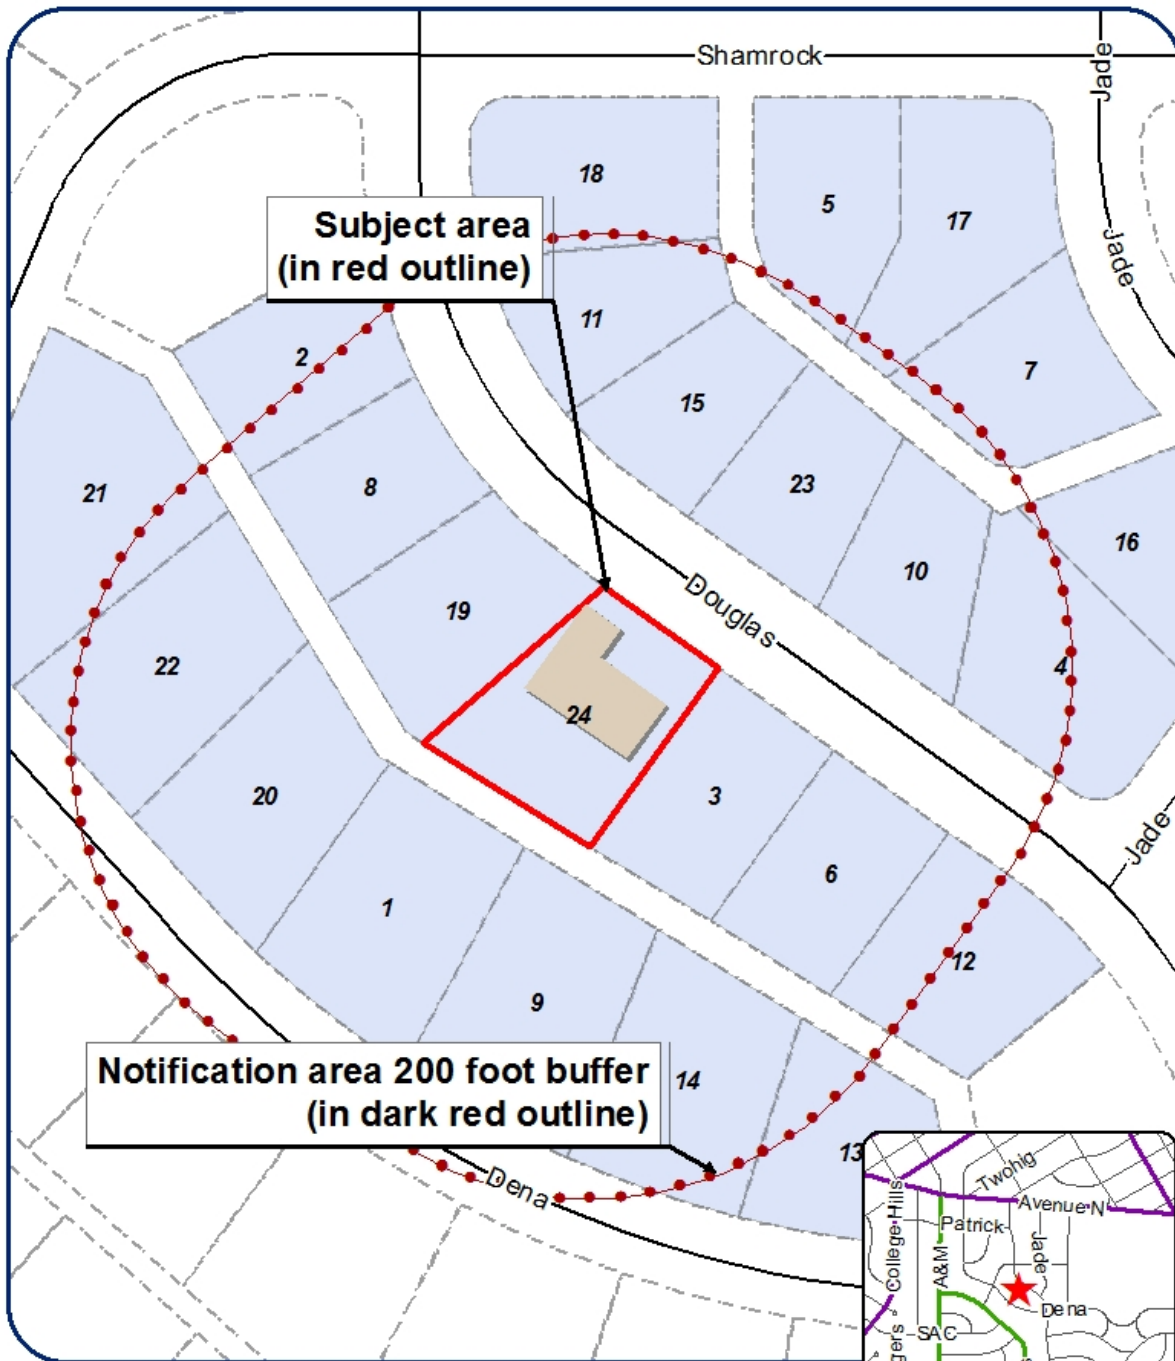 Shamrock
Jade
18
5
17
Subject area
(in red outline)
Jade
11
2
7
15
21
8
23
16
10
19
Douglas
22
4
24
20
3
Jade
6
1
12
9
Notification area 200 foot buffer
(in dark red outline)
14
13
Dena
Twohig
Avenue N
College Hills
Patrick
Jade
A&M
Dena
SAC